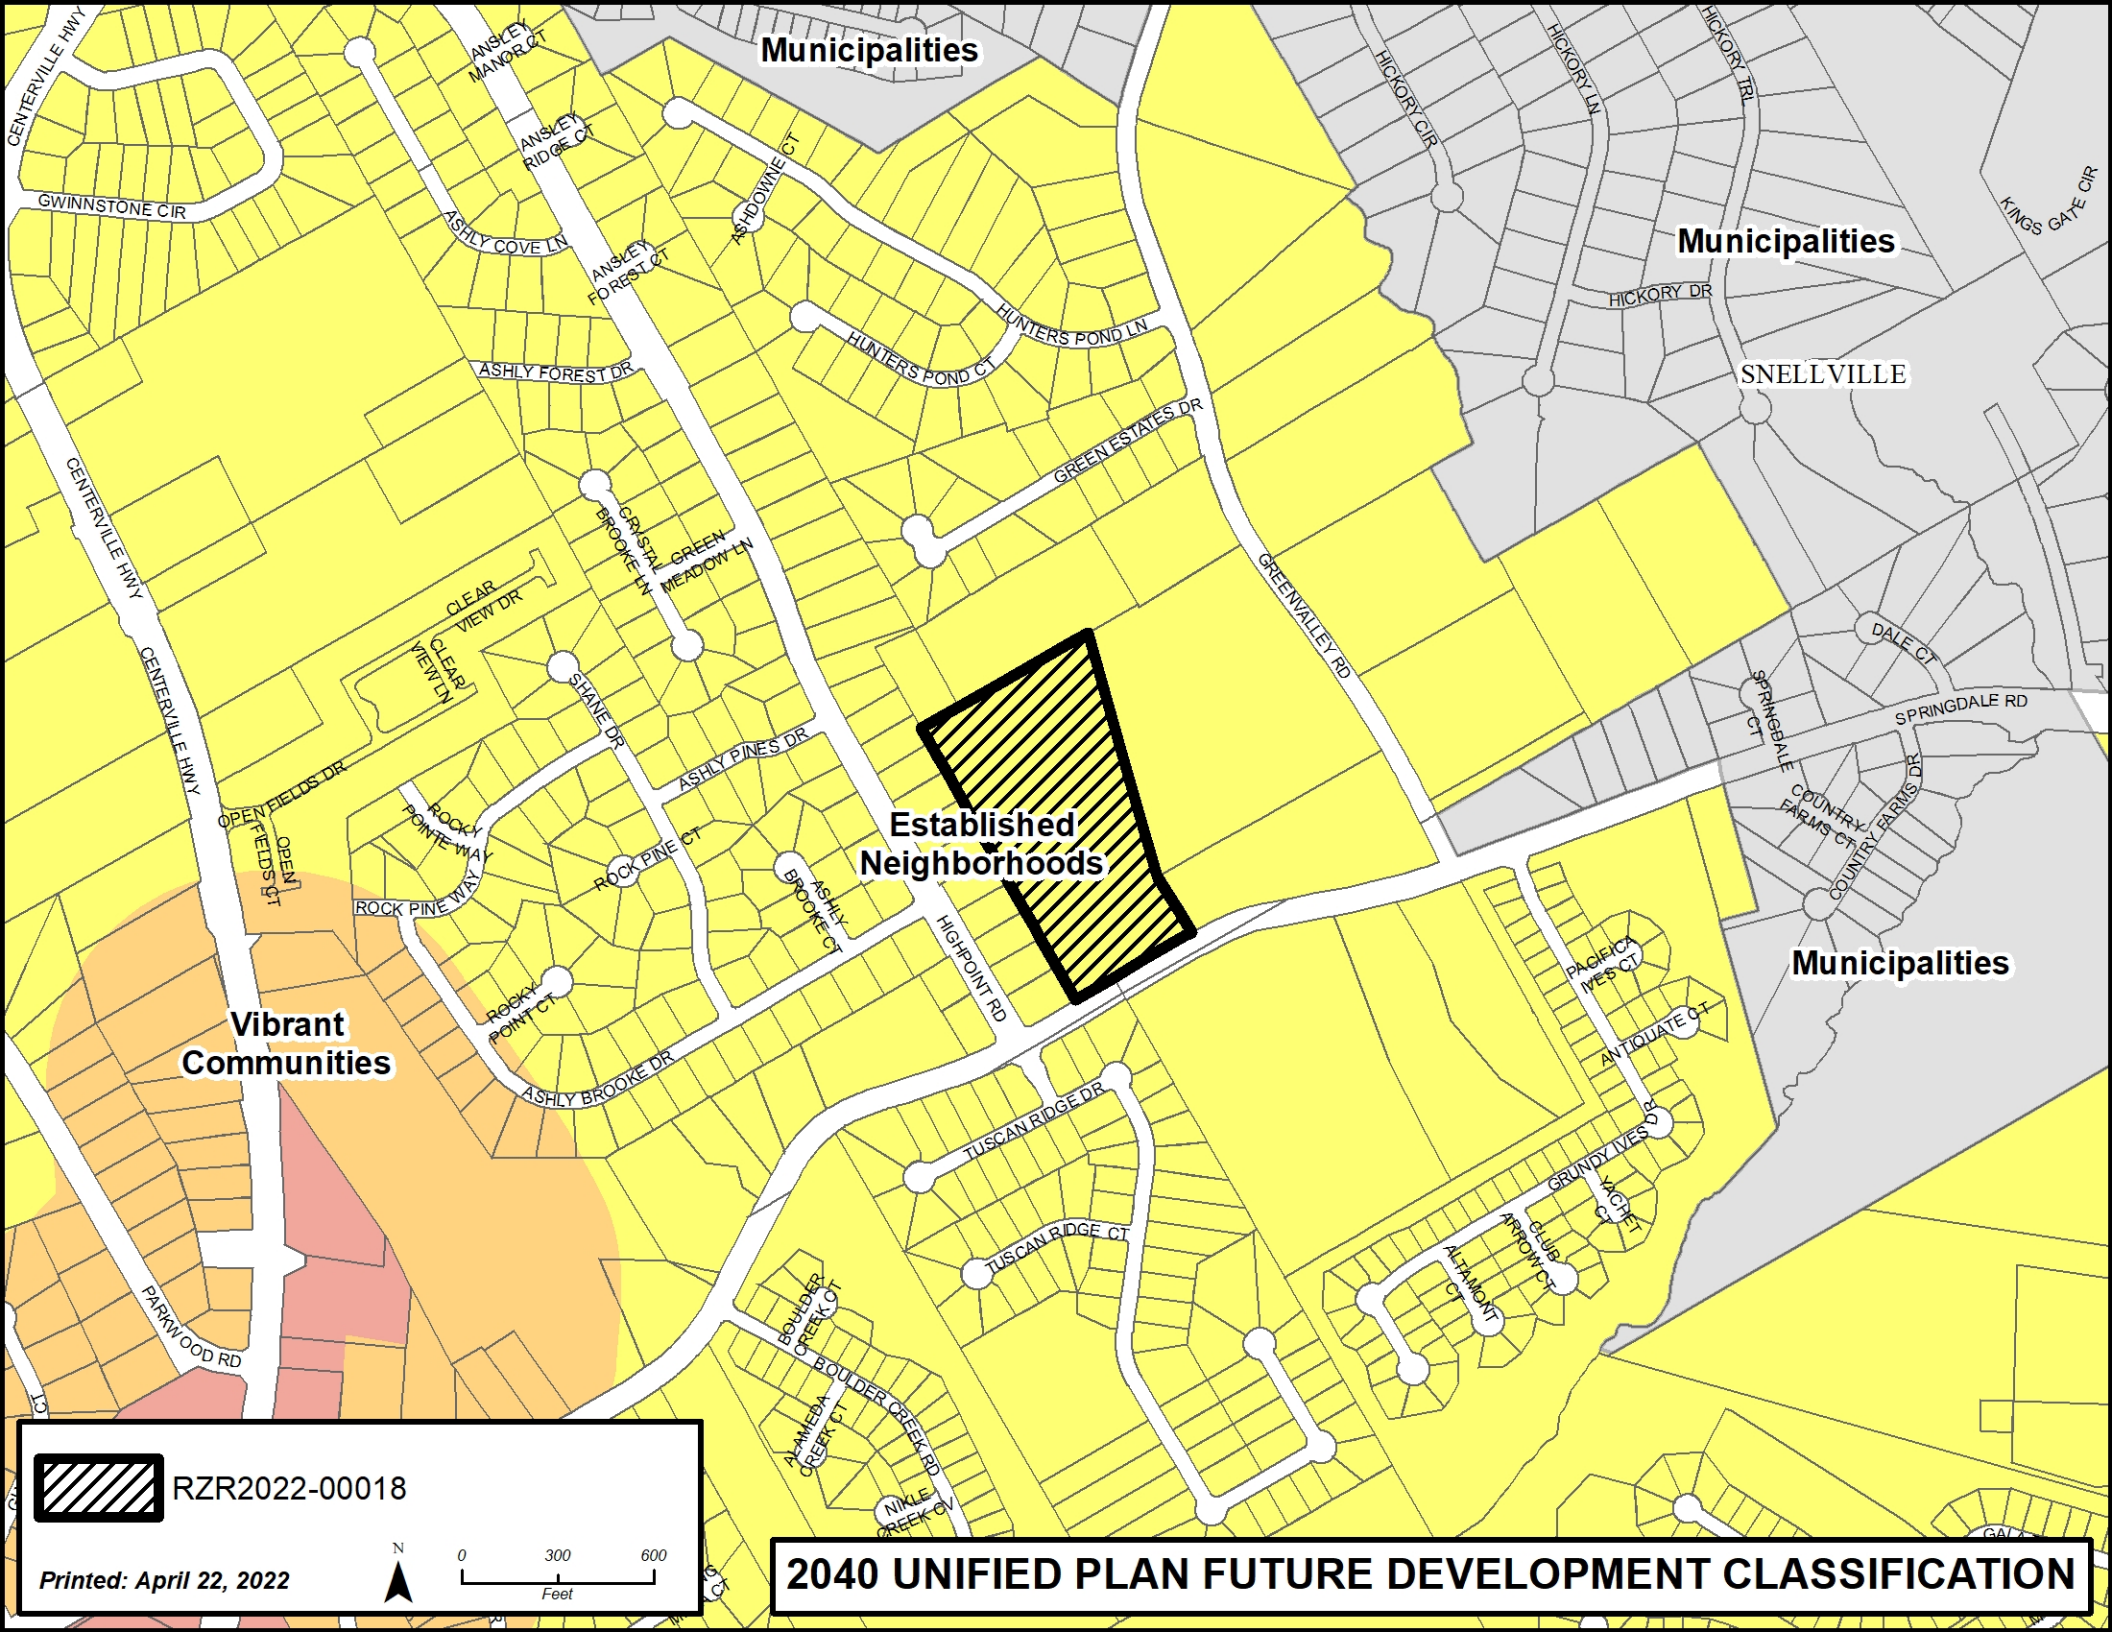 CENTERVILLE HWY
ANSLEY
MANOR CT
Municipalities
HICKORY CIR
HICKORY LN
HICKORY TRL
ANSLEY
RIDGE CT
ASHDOWNE CT
GWINNSTONE CIR
ASHLY COVE LN
ANSLEY
FOREST CT
KINGS GATE CIR
Municipalities
HICKORY DR
HUNTERS POND LN
HUNTERS POND CT
ASHLY FOREST DR
SNELLVILLE
GREEN ESTATES DR
CENTERVILLE HWY
CRYSTAL
BROOKE LN
GREEN
MEADOW LN
GREENVALLEY RD
CLEAR
VIEW DR
CLEAR
VIEW LN
CENTERVILLE HWY
SHANE DR
DALE CT
SPRINGDALE
CT
SPRINGDALE RD
ASHLY PINES DR
OPEN FIELDS DR
OPEN
FIELDS CT
ROCKY
POINTE WAY
COUNTRY
FARMS CT
COUNTRY FARMS DR
Established
Neighborhoods
ROCK PINE CT
ASHLY
BROOKE CT
ROCK PINE WAY
HIGHPOINT RD
PACIFICA
IVES CT
Municipalities
ROCKY
POINT CT
Vibrant
Communities
ANTIQUATE CT
ASHLY BROOKE DR
TUSCAN RIDGE DR
GRUNDY IVES DR
YACHET
CT
TUSCAN RIDGE CT
CLUB
ARROW CT
ALTAMONT
CT
BOULDER
CREEK CT
PARKWOOD RD
BOULDER CREEK RD
ALAMEDA
CREEK CT
CT
NIKLE
CREEK CV
RZR2022-00018
Printed: April 22, 2022
N
0 300 600
Feet
CT
2040 UNIFIED PLAN FUTURE DEVELOPMENT CLASSIFICATION